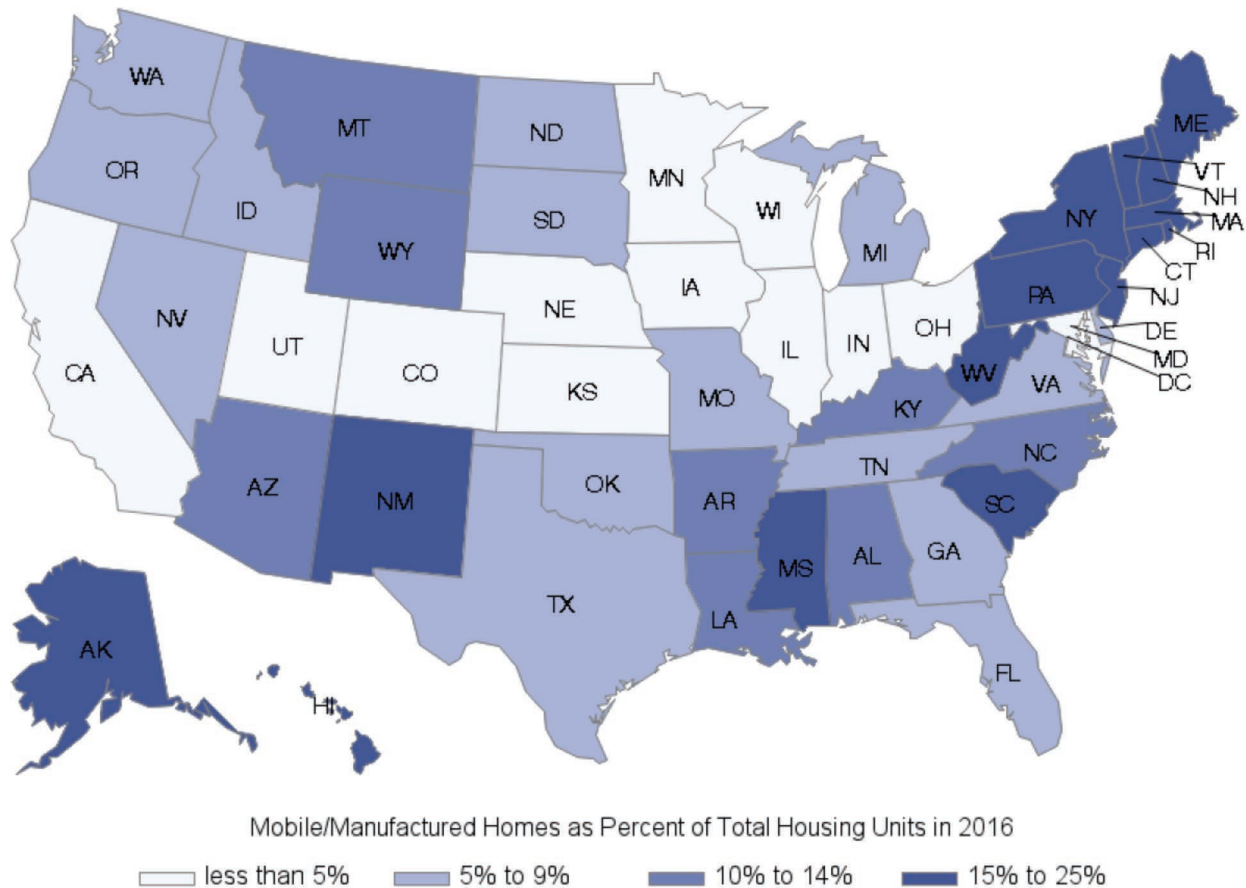 WA
MT
ND
MN
ME
OR
VT
ID
SD
WI
NH
NY
MA
WY
MI
RI
CT
IA
PA
NJ
NE
NV
OH
DE
UT
IL
IN
MD
CA
CO
WV
DC
KS
MO
VA
KY
NC
TN
AZ
NM
OK
AR
SC
MS
AL
GA
TX
LA
AK
FL
HI
Mobile/Manufactured Homes as Percent of Total Housing Units in 2016
less than 5% 5% to 9% 10% to 14% 15% to 25%